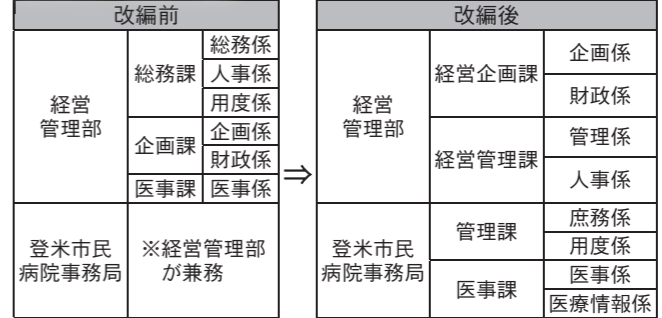 改編前
経営
管理部
総務課
総務係
人事係
用度係
企画課
企画係
財政係
医事課
医事係
登米市民
病院事務局
※経営管理部
が兼務
⇒
改編後
経営
管理部
経営企画課
企画係
財政係
経営管理課
管理係
人事係
登米市民
病院事務局
管理課
庶務係
用度係
医事課
医事係
医療情報係